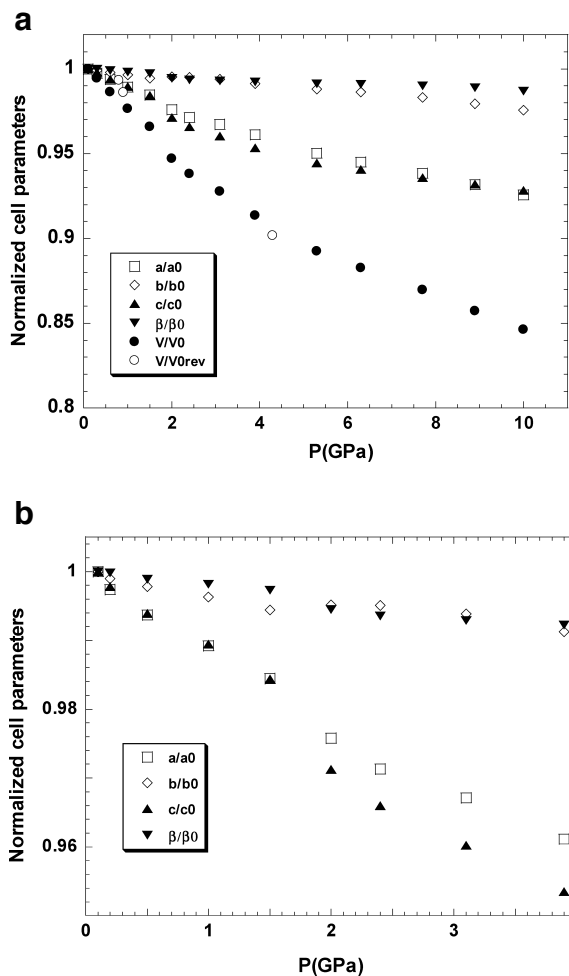 a
Normalized cell parameters
1
0.95
0.9
0.85
0.8
a/a0
b/b0
c/c0
β/β0
V/V0
V/V0rev
0 2 4 6 8 10
P(GPa)
b
Normalized cell parameters
1
0.98
0.96
a/a0
b/b0
c/c0
β/β0
0 1 2 3
P(GPa)